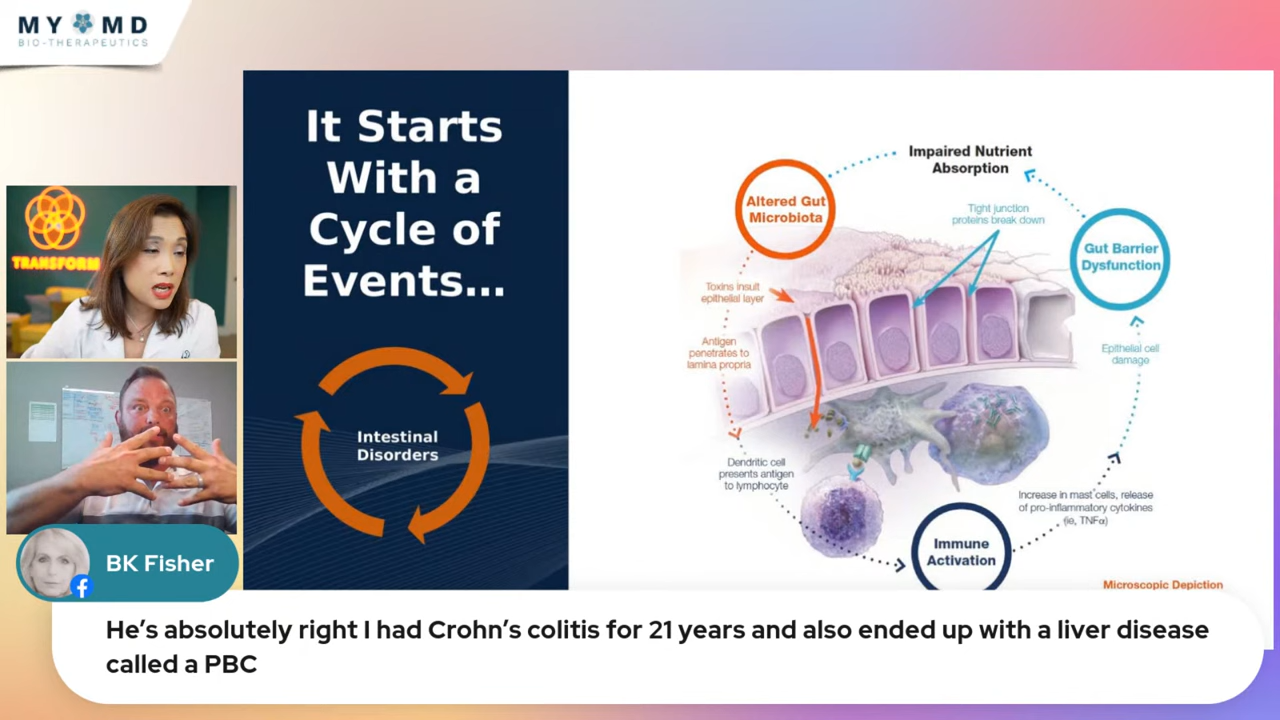 MY MD
BIO-THERAPEUTICS
It Starts
With a
Cycle of
Events...
Intestinal
Disorders
TRANSFORM
Impaired Nutrient
Absorption
Altered Gut
Microbiota
Tight junction
proteins break down
Gut Barrier
Dysfunction
Toxins insult
epithelial layer
Antigen
penetrates to
lamina propria
Epithelial cell
damage
Dendritic cell
presents antigen
to lymphocyte
Increase in mast cells, release
of pro-inflammatory cytokines
(ie, TNFα)
Immune
Activation
Microscopic Depiction
BK Fisher
He's absolutely right I had Crohn's colitis for 21 years and also ended up with a liver disease
called a PBC